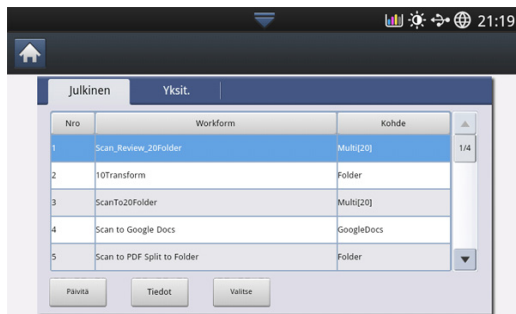 21:19
Julkinen Yksit.
Nro Workform Kohde
1 Scan_Review_20Folder Multi[20] 1/4
2 10Transform Folder
3 ScanTo20Folder Multi[20]
4 Scan to Google Docs GoogleDocs
5 Scan to PDF Split to Folder Folder
Päivitä Tiedot Valitse